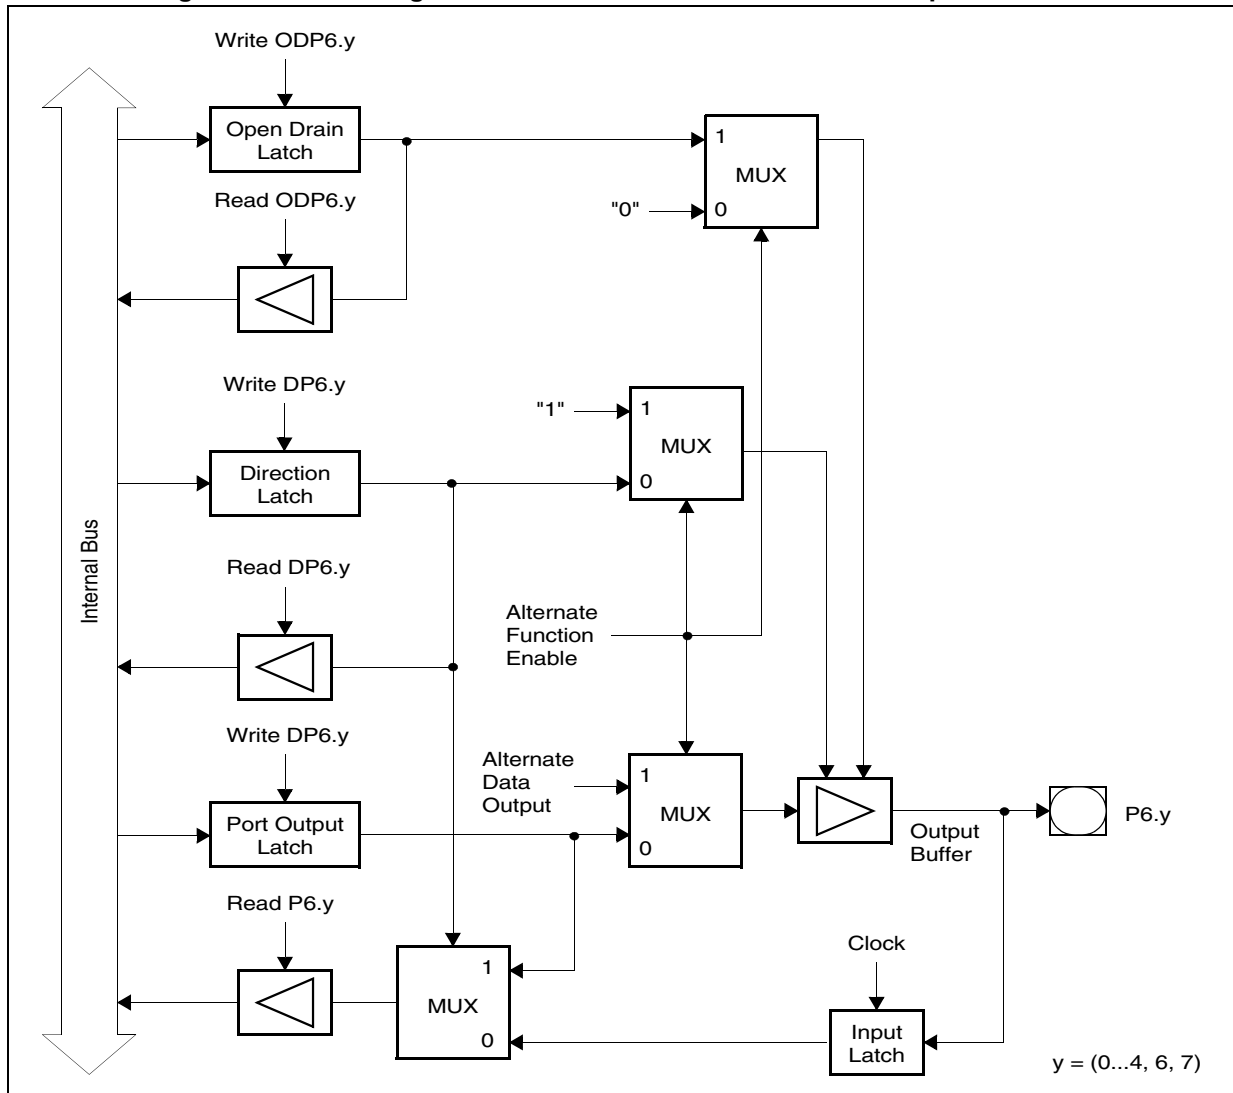 Write ODP6.y
Open Drain
Latch
1
MUX
"0"
0
Read ODP6.y
Write DP6.y
"1"
1
MUX
Direction
Latch
0
Internal Bus
Read DP6.y
Alternate
Function
Enable
Write DP6.y
Alternate
Data
Output
1
MUX
0
Port Output
Latch
Output
Buffer
P6.y
Read P6.y
1
MUX
0
Clock
Input
Latch
y = (0...4, 6, 7)